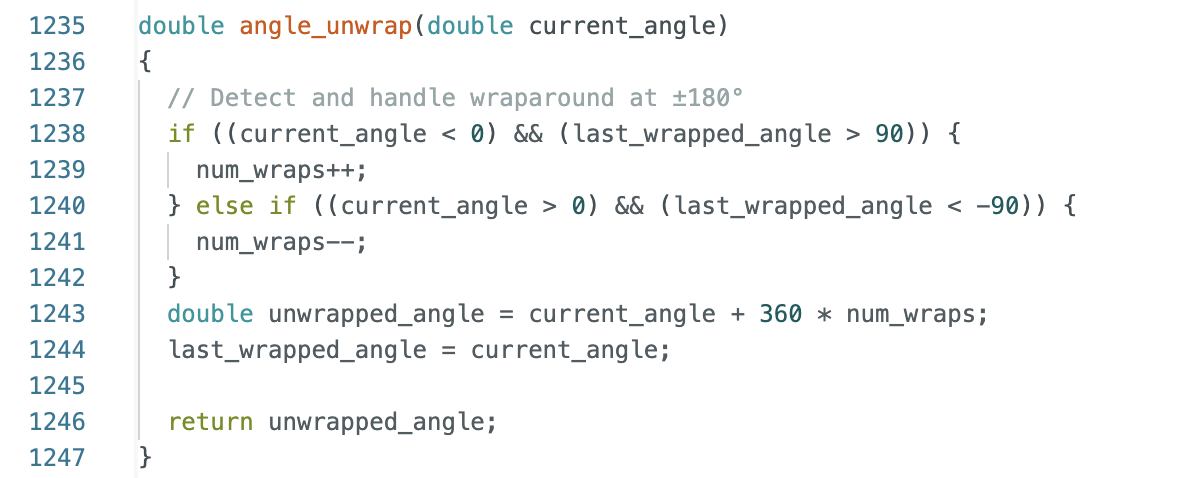 1235 double angle_unwrap(double current_angle)
1236 {
1237 // Detect and handle wraparound at ±180°
1238 if ((current_angle < 0) && (last_wrapped_angle > 90)) {
1239 num_wraps++;
1240 } else if ((current_angle > 0) && (last_wrapped_angle < -90)) {
1241 num_wraps--;
1242 }
1243 double unwrapped_angle = current_angle + 360 * num_wraps;
1244 last_wrapped_angle = current_angle;
1245
1246 return unwrapped_angle;
1247 }